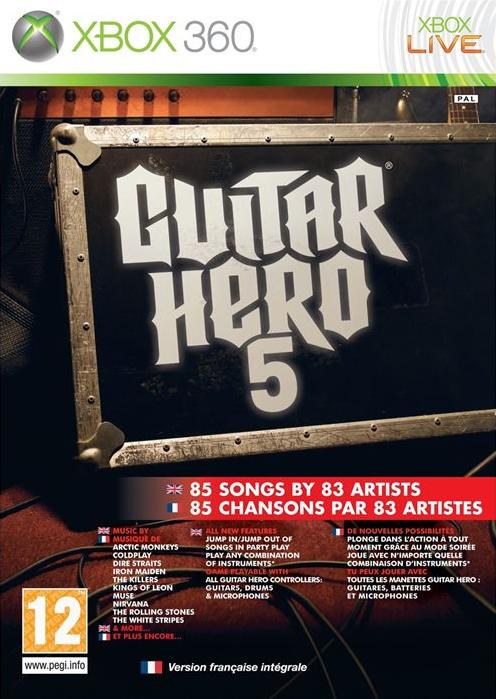 XBOX 360
XBOX
LIVE
PAL
GUITAR
HERO
5
85 SONGS BY 83 ARTISTS
85 CHANSONS PAR 83 ARTISTES
MUSIC BY
MUSIQUE DE
ARCTIC MONKEYS
COLDPLAY
DIRE STRAITS
IRON MAIDEN
THE KILLERS
KINGS OF LEON
MUSE
NIRVANA
THE ROLLING STONES
THE WHITE STRIPES
& MORE...
ET PLUS ENCORE...
ALL NEW FEATURES
JUMP IN/JUMP OUT OF
SONGS IN PARTY PLAY
PLAY ANY COMBINATION
OF INSTRUMENTS*
GAME PLAYABLE WITH
ALL GUITAR HERO CONTROLLERS:
GUITARS, DRUMS
& MICROPHONES
DE NOUVELLES POSSIBILITÉS
PLONGE DANS L'ACTION À TOUT
MOMENT GRÂCE AU MODE SOIRÉE
JOUE AVEC N'IMPORTE QUELLE
COMBINAISON D'INSTRUMENTS*
TU PEUX JOUER AVEC
TOUTES LES MANETTES GUITAR HERO :
GUITARES, BATTERIES
ET MICROPHONES
12
www.pegi.info
Version française intégrale